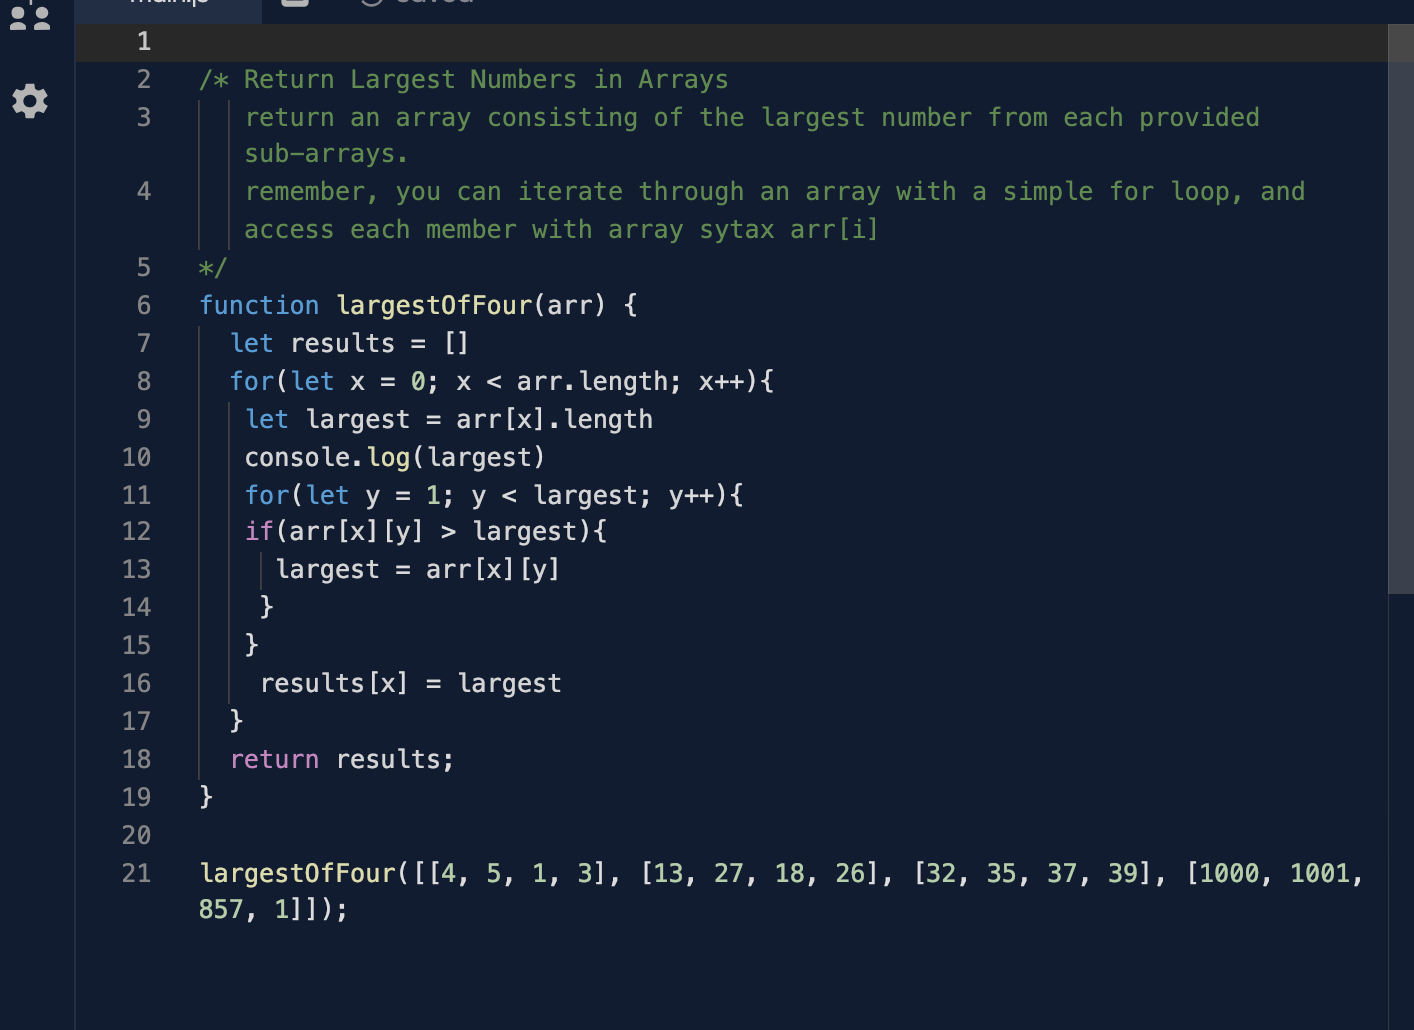 main.js saved
1
2 /* Return Largest Numbers in Arrays
3 return an array consisting of the largest number from each provided
sub-arrays.
4 remember, you can iterate through an array with a simple for loop, and
access each member with array sytax arr[i]
5 */
6 function largestOfFour(arr) {
7 let results = []
8 for(let x = 0; x < arr.length; x++){
9 let largest = arr[x].length
10 console.log(largest)
11 for(let y = 1; y < largest; y++){
12 if(arr[x][y] > largest){
13 largest = arr[x][y]
14 }
15 }
16 results[x] = largest
17 }
18 return results;
19 }
20
21 largestOfFour([[4, 5, 1, 3], [13, 27, 18, 26], [32, 35, 37, 39], [1000, 1001,
857, 1]]);